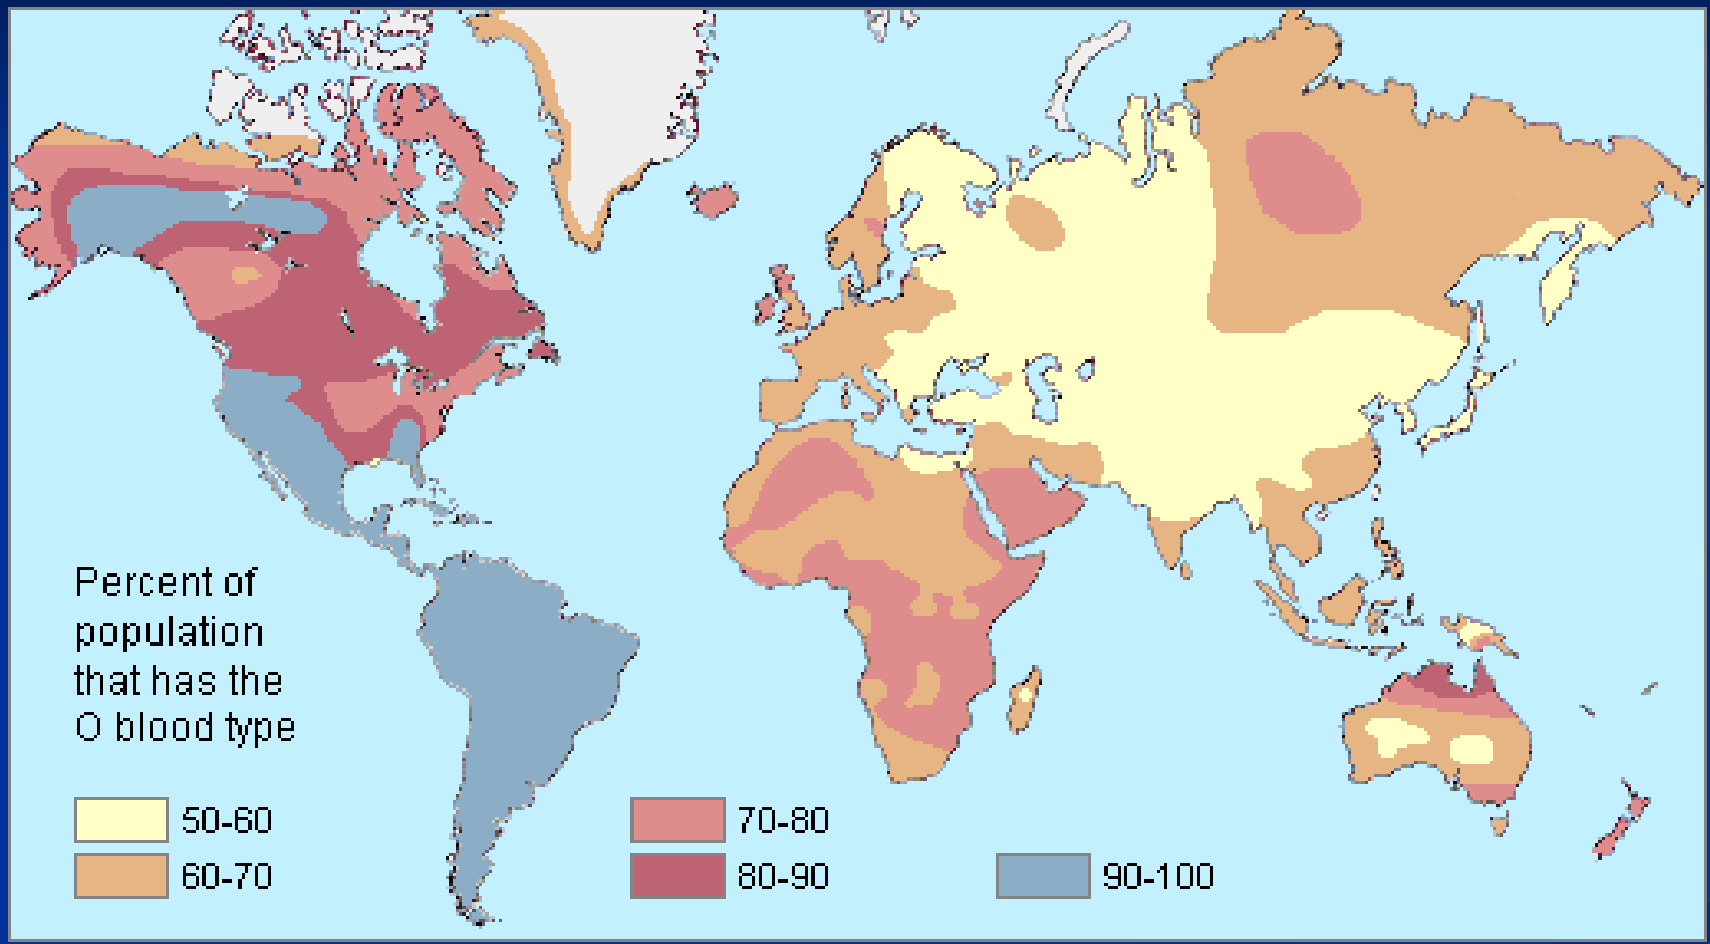 Percent of
population
that has the
O blood type
50-60
60-70
70-80
80-90
90-100